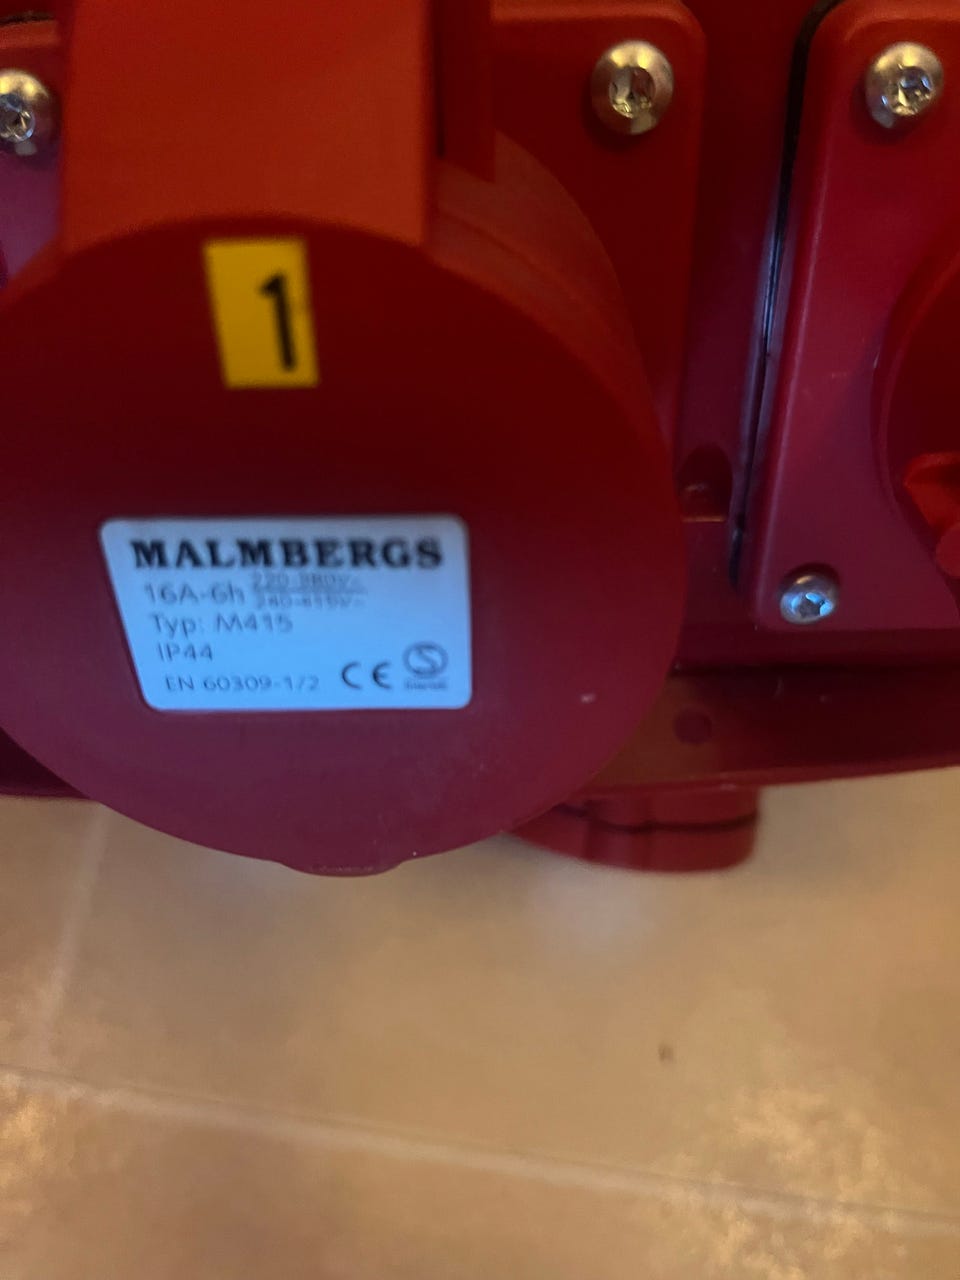 1
MALMBERGS
16A-6h 220-380V~
240-415V~
Typ: M415
IP44
EN 60309-1/2 CE S